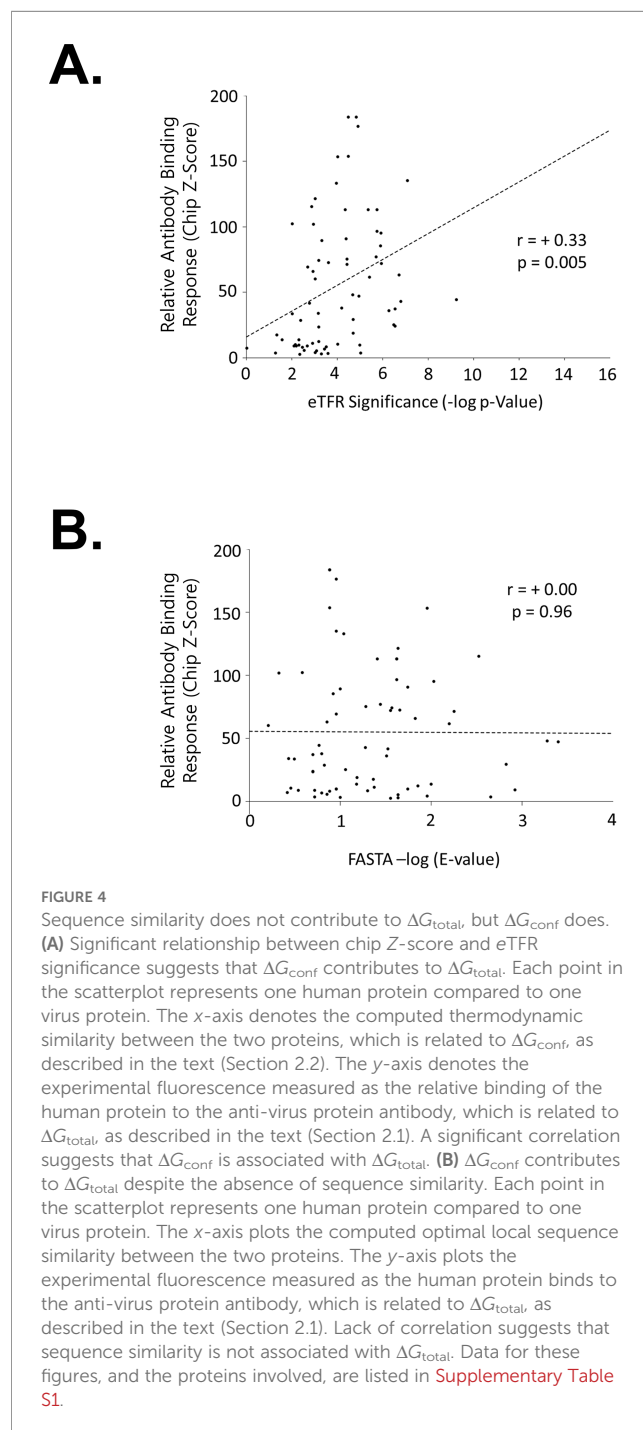 A.
200
150
100
50
0
Relative Antibody Binding
Response (Chip Z-Score)
r = + 0.33
p = 0.005
0 2 4 6 8 10 12 14 16
eTFR Significance (-log p-Value)
B.
200
150
100
50
0
Relative Antibody Binding
Response (Chip Z-Score)
r = + 0.00
p = 0.96
0 1 2 3 4
FASTA –log (E-value)
FIGURE 4
Sequence similarity does not contribute to ΔGtotal, but ΔGconf does.
(A) Significant relationship between chip Z-score and eTFR
significance suggests that ΔGconf contributes to ΔGtotal. Each point in
the scatterplot represents one human protein compared to one
virus protein. The x-axis denotes the computed thermodynamic
similarity between the two proteins, which is related to ΔGconf, as
described in the text (Section 2.2). The y-axis denotes the
experimental fluorescence measured as the relative binding of the
human protein to the anti-virus protein antibody, which is related to
ΔGtotal, as described in the text (Section 2.1). A significant correlation
suggests that ΔGconf is associated with ΔGtotal. (B) ΔGconf contributes
to ΔGtotal despite the absence of sequence similarity. Each point in
the scatterplot represents one human protein compared to one
virus protein. The x-axis plots the computed optimal local sequence
similarity between the two proteins. The y-axis plots the
experimental fluorescence measured as the human protein binds to
the anti-virus protein antibody, which is related to ΔGtotal, as
described in the text (Section 2.1). Lack of correlation suggests that
sequence similarity is not associated with ΔGtotal. Data for these
figures, and the proteins involved, are listed in Supplementary Table
S1.